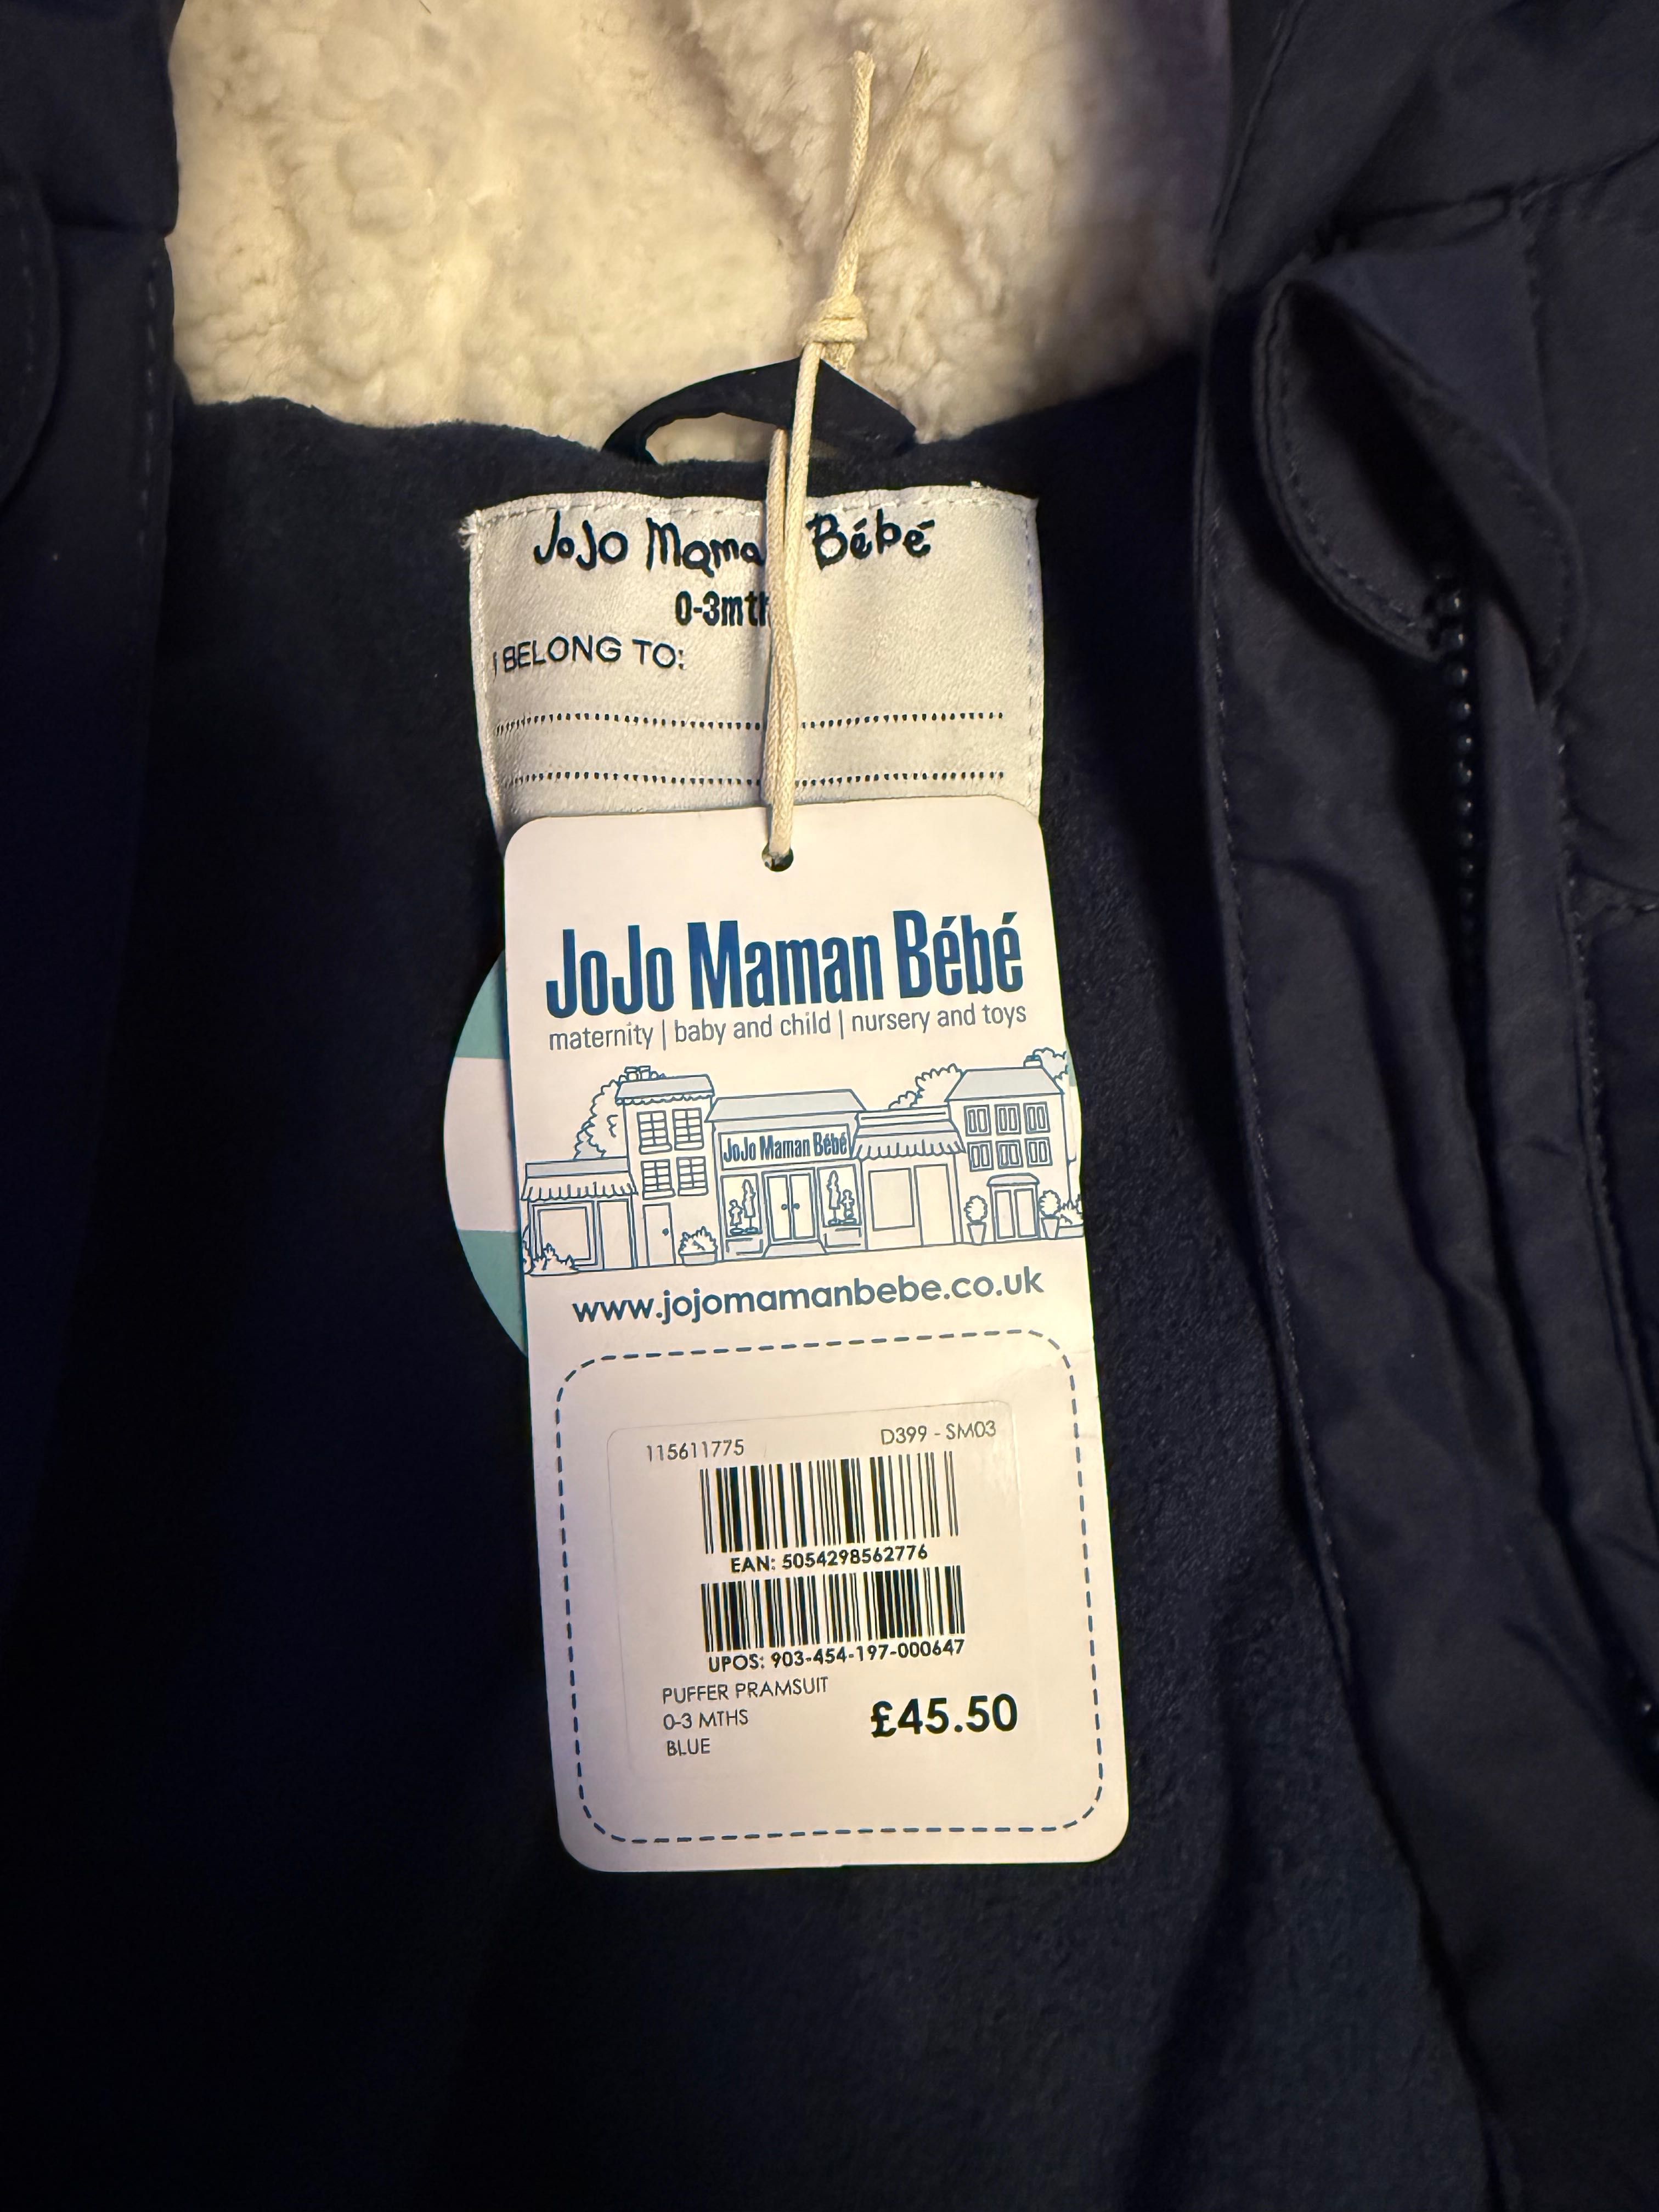 JoJo Mama Bébé
0-3mth
I BELONG TO:
JoJo Maman Bébé
maternity | baby and child | nursery and toys
JoJo Maman Bébé
www.jojomamanbebe.co.uk
115611775 D399 - SM03
EAN: 5054298562776
UPOS: 903-454-197-000647
PUFFER PRAMSUIT
0-3 MTHS
BLUE
£45.50